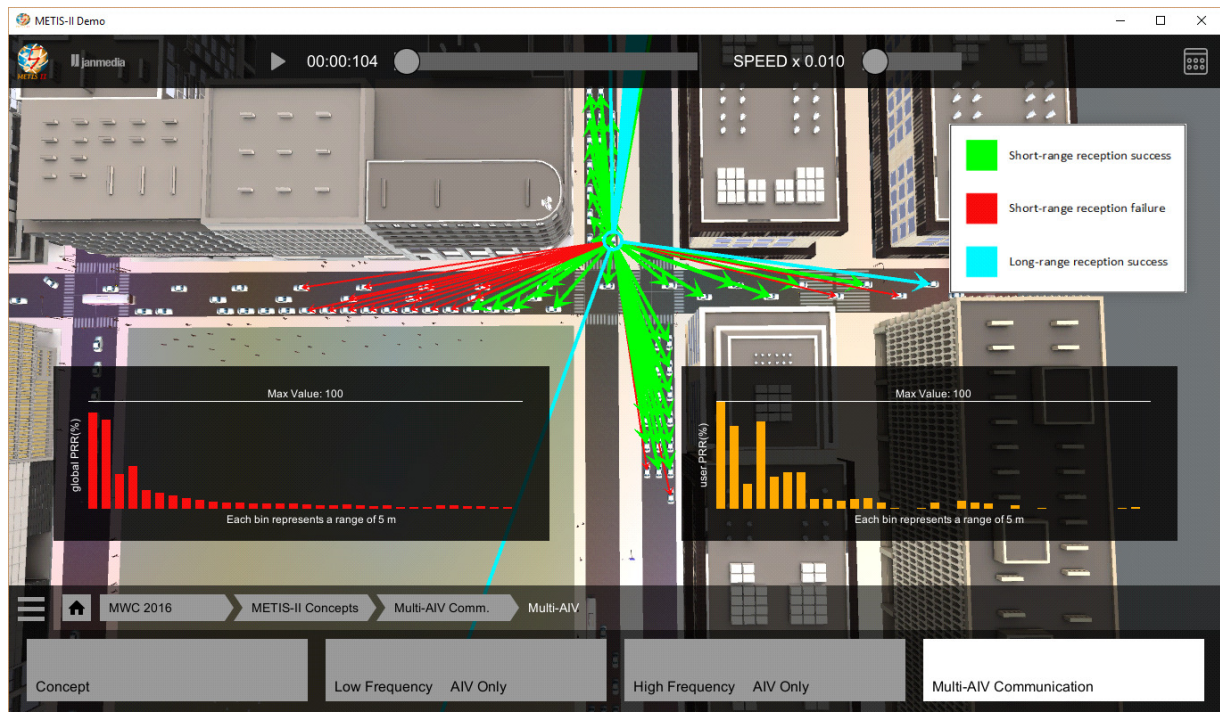 METIS-II Demo
METIS II
janmedia
00:00:104
SPEED x 0.010
Short-range reception success
Short-range reception failure
Long-range reception success
Max Value: 100
global PRR(%)
Each bin represents a range of 5 m
Max Value: 100
user PRR(%)
Each bin represents a range of 5 m
MWC 2016
METIS-II Concepts
Multi-AIV Comm.
Multi-AIV
Concept
Low Frequency AIV Only
High Frequency AIV Only
Multi-AIV Communication